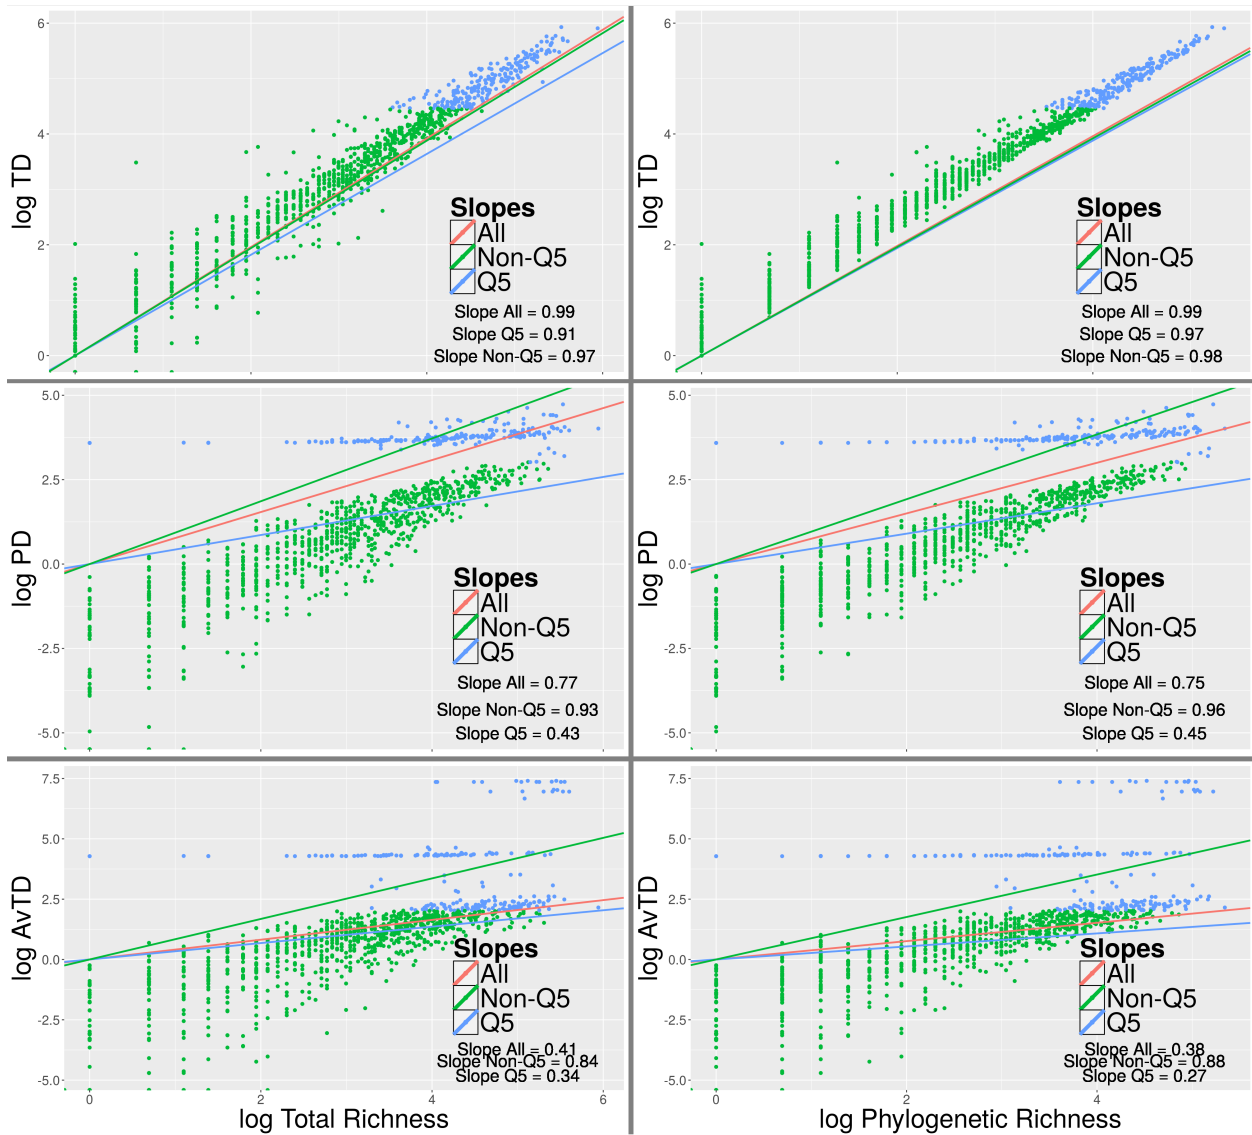 6
4
2
0
log TD
Slopes
All
Non-Q5
Q5
Slope All = 0.99
Slope Q5 = 0.91
Slope Non-Q5 = 0.97
6
4
2
0
log TD
Slopes
All
Non-Q5
Q5
Slope All = 0.99
Slope Q5 = 0.97
Slope Non-Q5 = 0.98
5.0
2.5
0.0
-2.5
-5.0
log PD
Slopes
All
Non-Q5
Q5
Slope All = 0.77
Slope Non-Q5 = 0.93
Slope Q5 = 0.43
5.0
2.5
0.0
-2.5
-5.0
log PD
Slopes
All
Non-Q5
Q5
Slope All = 0.75
Slope Non-Q5 = 0.96
Slope Q5 = 0.45
7.5
5.0
2.5
0.0
-2.5
-5.0
log AvTD
Slopes
All
Non-Q5
Q5
Slope All = 0.41
Slope Non-Q5 = 0.84
Slope Q5 = 0.34
0 2 4 6
log Total Richness
7.5
5.0
2.5
0.0
-2.5
-5.0
log AvTD
Slopes
All
Non-Q5
Q5
Slope All = 0.38
Slope Non-Q5 = 0.88
Slope Q5 = 0.27
0 2 4
log Phylogenetic Richness